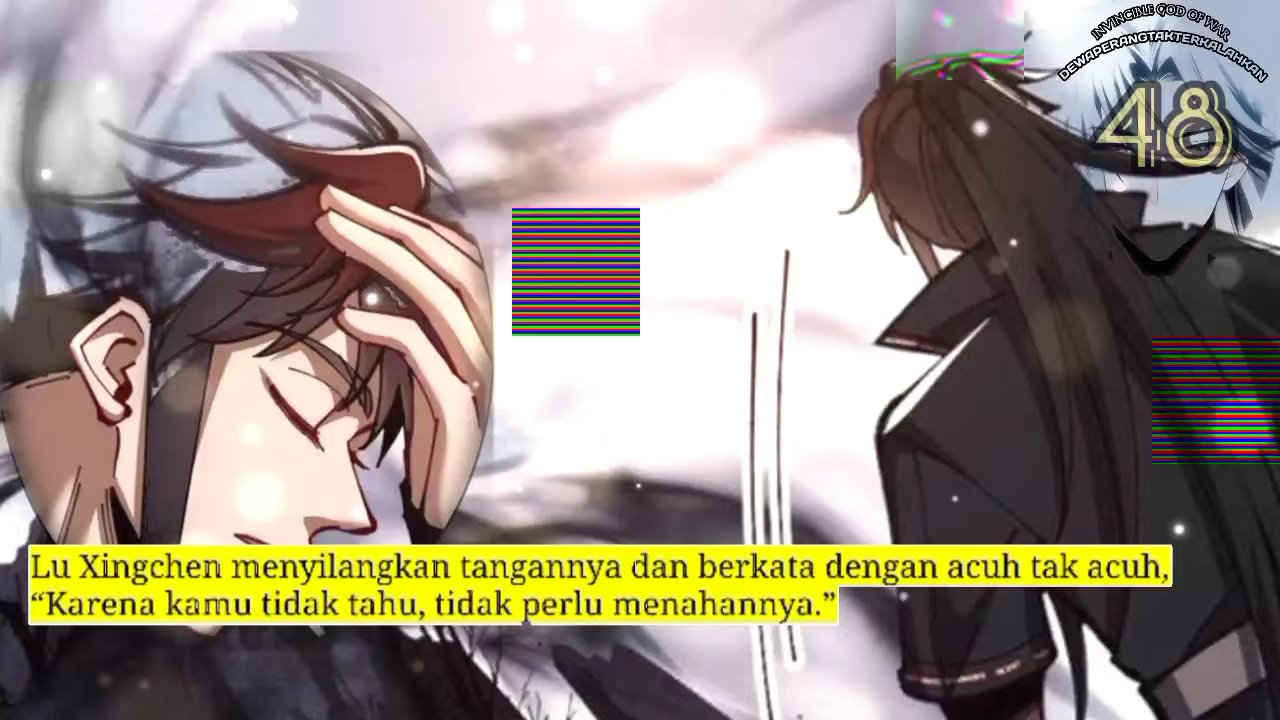 INVINCIBLE GOD OF WAR
DEWAPERANGTAKTERKALAHKAN
48
Lu Xingchen menyilangkan tangannya dan berkata dengan acuh tak acuh,
“Karena kamu tidak tahu, tidak perlu menahannya.”